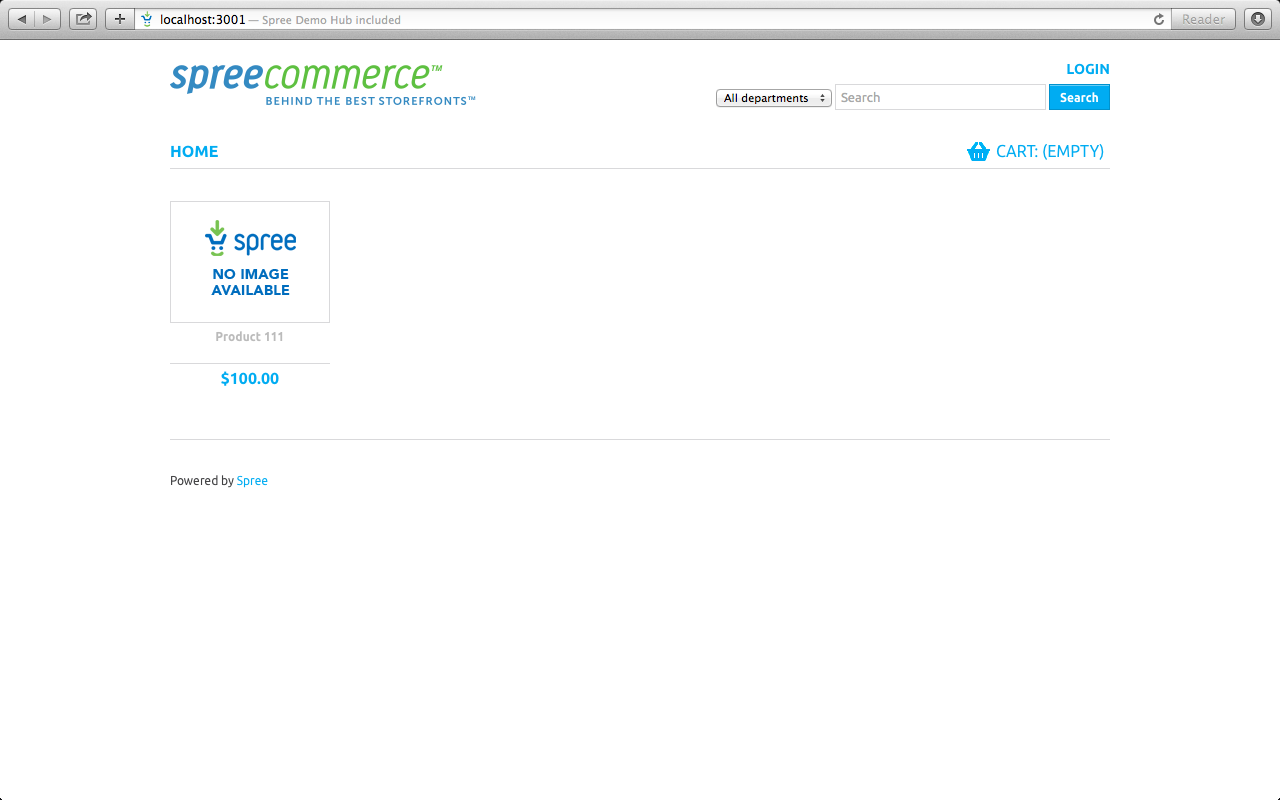 localhost:3001 — Spree Demo Hub included
Reader
spreecommerce™
BEHIND THE BEST STOREFRONTS™
LOGIN
All departments
Search
Search
HOME
CART: (EMPTY)
spree
NO IMAGE
AVAILABLE
Product 111
$100.00
Powered by Spree